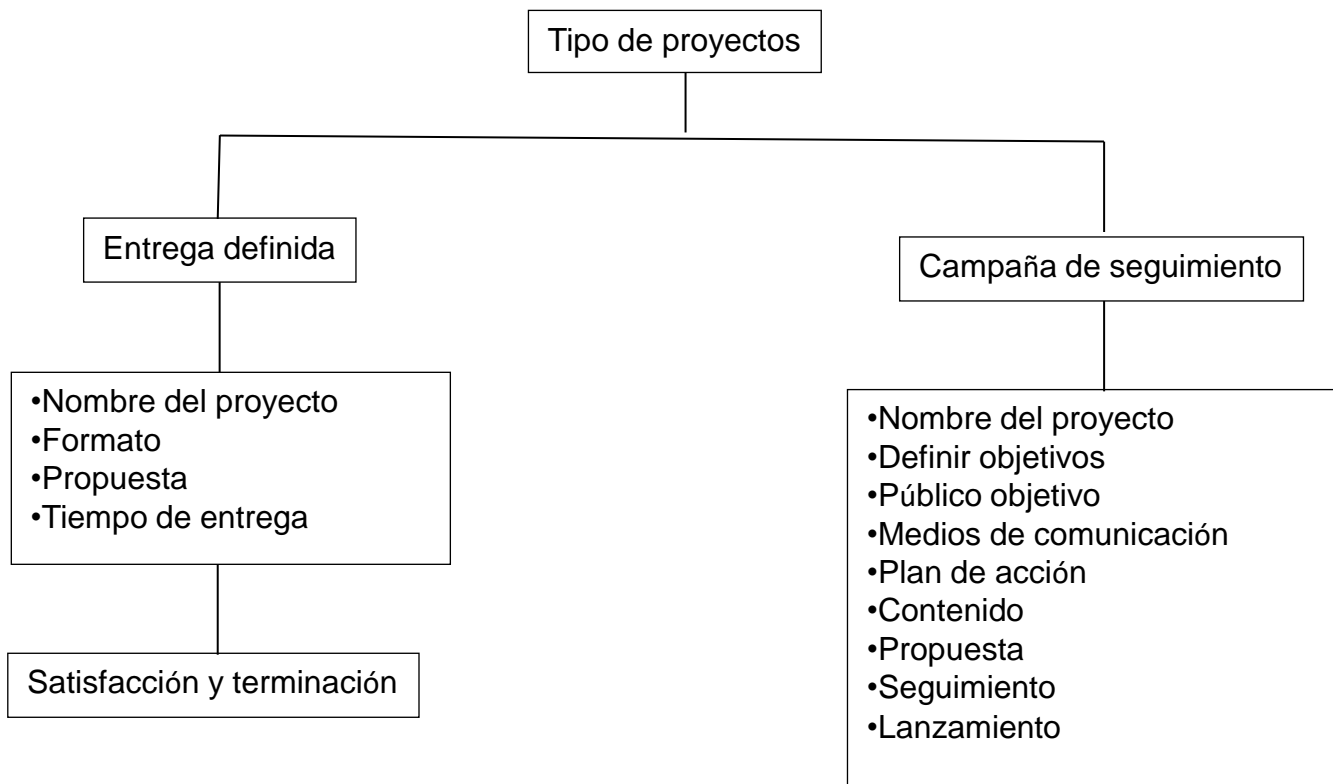 Tipo de proyectos
Entrega definida
Campaña de seguimiento
•Nombre del proyecto
•Formato
•Propuesta
•Tiempo de entrega
•Nombre del proyecto
•Definir objetivos
•Público objetivo
•Medios de comunicación
•Plan de acción
•Contenido
•Propuesta
•Seguimiento
•Lanzamiento
Satisfacción y terminación